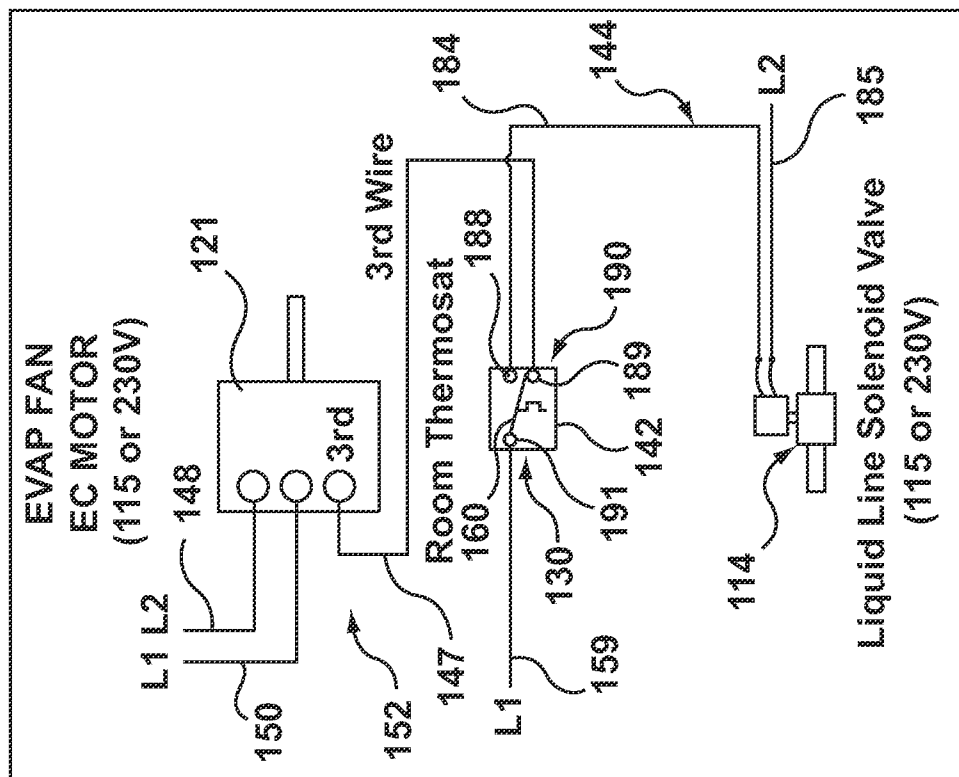 EVAP FAN
EC MOTOR
(115 or 230V)
L1 L2
148
121
150
3rd
3rd Wire
184
144
152
147
Room Thermosat
160
188
190
L1
159
130
191
142
189
L2
185
114
Liquid Line Solenoid Valve
(115 or 230V)